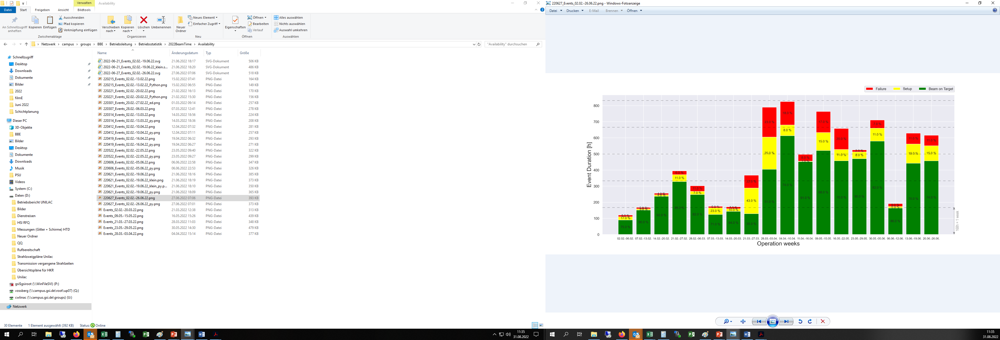 Verwalten
Availability
Datei
Start
Freigeben
Ansicht
Bildtools
An Schnellzugriff anheften
Kopieren
Einfügen
Ausschneiden
Pfad kopieren
Verknüpfung einfügen
Zwischenablage
Verschieben nach
Kopieren nach
Löschen
Umbenennen
Organisieren
Neuer Ordner
Neues Element
Einfacher Zugriff
Neu
Eigenschaften
Öffnen
Bearbeiten
Verlauf
Öffnen
Alles auswählen
Nichts auswählen
Auswahl umkehren
Auswählen
Netzwerk > campus > groups > BBE > Betriebsleitung > Betriebsstatistik > 2022BeamTime > Availability
"Availability" durchsuchen
Schnellzugriff
Desktop
Downloads
Dokumente
Bilder
2022
filmE
Juni 2022
Schichtplanung
Dieser PC
3D-Objekte
BBE
Bilder
Desktop
Dokumente
Downloads
Musik
PSU
Videos
System (C:)
Daten (D:)
Betriebsbericht UNILAC
Bilder
Dienstreisen
HSI RFQ
Messungen (Gitter + Schirme) HTD
Neuer Ordner
QQ
Rufbereitschaft
Strahlzweigpläne Unilac
Transmission vergangene Strahlzeiten
Übersichtspläne für HKR
Unilac
gsi$gsiroot (\\WinFileSVI) (P:)
vossberg (\\campus.gsi.de\root\up07) (Q:)
cwlinac (\\campus.gsi.de\groups) (U:)
Netzwerk
Name Änderungsdatum Typ Größe
2022-06-21_Events_02.02.-19.06.22.svg 21.06.2022 18:17 SVG-Dokument 506 KB
2022-06-21_Events_02.02.-19.06.22_klein.s... 21.06.2022 18:20 SVG-Dokument 486 KB
2022-06-27_Events_02.02.-26.06.22.svg 27.06.2022 07:06 SVG-Dokument 518 KB
220215_Events_02.02.-13.02.22.png 15.02.2022 07:41 PNG-Datei 164 KB
220215_Events_02.02.-13.02.22_Python.png 15.02.2022 06:55 PNG-Datei 149 KB
220221_Events_02.02.-20.02.22.png 21.02.2022 16:13 PNG-Datei 170 KB
220221_Events_02.02.-20.02.22_Python.png 21.02.2022 15:30 PNG-Datei 156 KB
220301_Events_20.02.-27.02.22_ed.png 01.03.2022 09:14 PNG-Datei 257 KB
220307_Events_28.02.-06.03.22.png 07.03.2022 12:41 PNG-Datei 278 KB
220314_Events_02.02.-13.03.22.png 14.03.2022 18:56 PNG-Datei 224 KB
220314_Events_02.02.-13.03.22_py.png 14.03.2022 18:36 PNG-Datei 208 KB
220412_Events_02.02.-10.04.22.png 12.04.2022 07:32 PNG-Datei 281 KB
220412_Events_02.02.-10.04.22_py.png 12.04.2022 07:11 PNG-Datei 257 KB
220419_Events_02.02.-16.04.22.png 19.04.2022 06:32 PNG-Datei 293 KB
220419_Events_02.02.-16.04.22_py.png 19.04.2022 06:27 PNG-Datei 271 KB
220522_Events_02.02.-22.05.22.png 23.05.2022 09:40 PNG-Datei 322 KB
220522_Events_02.02.-22.05.22_py.png 23.05.2022 09:27 PNG-Datei 299 KB
220606_Events_02.02.-05.06.22.png 06.06.2022 22:58 PNG-Datei 347 KB
220606_Events_02.02.-05.06.22_py.png 06.06.2022 22:53 PNG-Datei 326 KB
220621_Events_02.02.-19.06.22.png 21.06.2022 18:16 PNG-Datei 385 KB
220621_Events_02.02.-19.06.22_klein.png 21.06.2022 18:19 PNG-Datei 373 KB
220621_Events_02.02.-19.06.22_klein_py.p... 21.06.2022 18:10 PNG-Datei 350 KB
220621_Events_02.02.-19.06.22_py.png 21.06.2022 18:09 PNG-Datei 365 KB
220627_Events_02.02.-26.06.22.png 27.06.2022 07:06 PNG-Datei 393 KB
220627_Events_02.02.-26.06.22_py.png 27.06.2022 07:01 PNG-Datei 373 KB
Events_02.02.-20.03.22.png 21.03.2022 12:38 PNG-Datei 313 KB
Events_09.05.-15.05.22.png 16.05.2022 15:26 PNG-Datei 439 KB
Events_21.03.-27.03.22.png 28.03.2022 11:03 PNG-Datei 348 KB
Events_23.05.-29.05.22.png 30.05.2022 14:30 PNG-Datei 479 KB
Events_28.03.-03.04.22.png 04.04.2022 15:14 PNG-Datei 377 KB
30 Elemente 1 Element ausgewählt (392 KB) Status: Online
11:35
31.08.2022
220627_Events_02.02.-26.06.22.png - Windows-Fotoanzeige
Datei Drucken E-Mail Brennen Öffnen
Failure Setup Beam on Target
Event Duration [h]
800
700
600
500
400
300
200
100
0
17.0 % 75.0 %
90.0 %
4.0 % 4.0 % 92.0 %
6.0 % 11.0 % 83.0 %
11.0 % 7.0 % 82.0 %
23.0 % 71.0 %
10.0 % 84.0 %
22.0 % 43.0 % 35.0 %
23.0 % 25.0 % 51.0 %
18.0 % 8.0 % 74.0 %
8.0 % 1.0 % 91.0 %
17.0 % 15.0 % 68.0 %
20.0 % 11.0 % 70.0 %
2.0 % 8.0 % 90.0 %
7.0 % 11.0 % 82.0 %
5.0 % 86.0 %
11.0 % 19.0 % 70.0 %
11.0 % 15.0 % 74.0 %
168h = 1 week
02.02.-06.02. 07.02.-13.02. 14.02.-20.02. 21.02.-27.02. 28.02.-06.03. 07.03.-13.03. 14.03.-20.03. 21.03.-27.03. 28.03.-03.04. 04.04.-10.04. 11.04.-16.04. 09.05.-15.05. 16.05.-22.05. 23.05.-29.05. 30.05.-05.06. 06.06.-12.06. 13.06.-19.06. 20.06.-26.06.
Operation weeks
11:35
31.08.2022